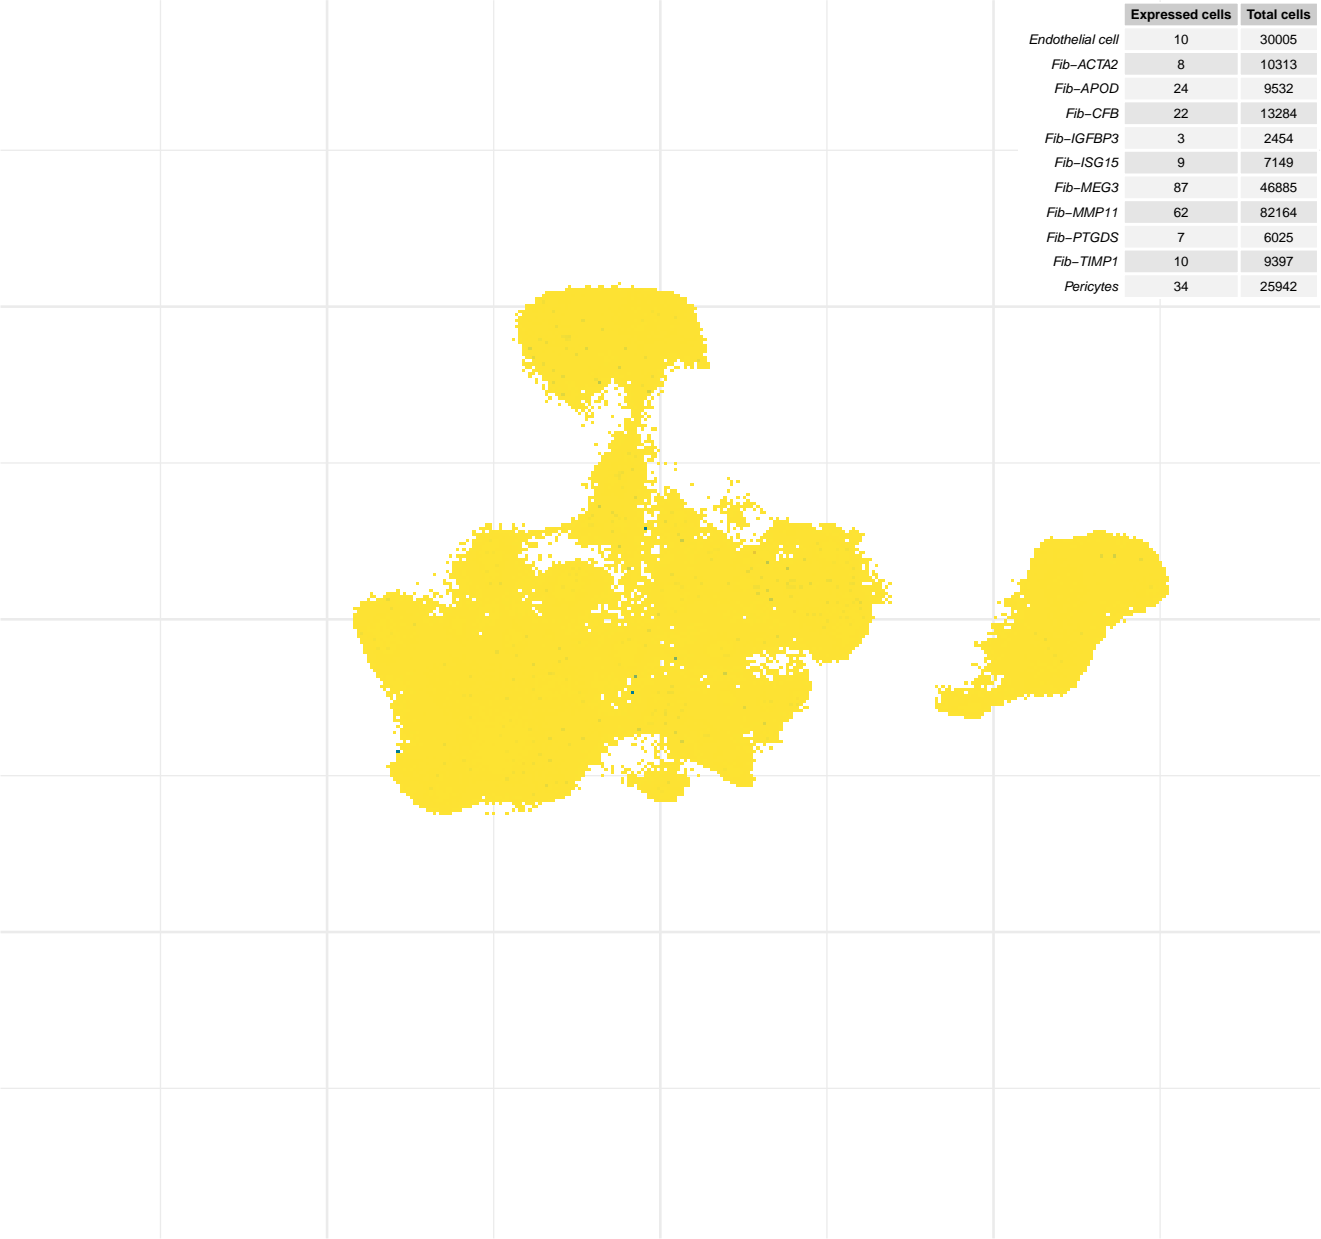 Expressed cells Total cells
Endothelial cell 10 30005
Fib−ACTA2 8 10313
Fib−APOD 24 9532
Fib−CFB 22 13284
Fib−IGFBP3 3 2454
Fib−ISG15 9 7149
Fib−MEG3 87 46885
Fib−MMP11 62 82164
Fib−PTGDS 7 6025
Fib−TIMP1 10 9397
Pericytes 34 25942